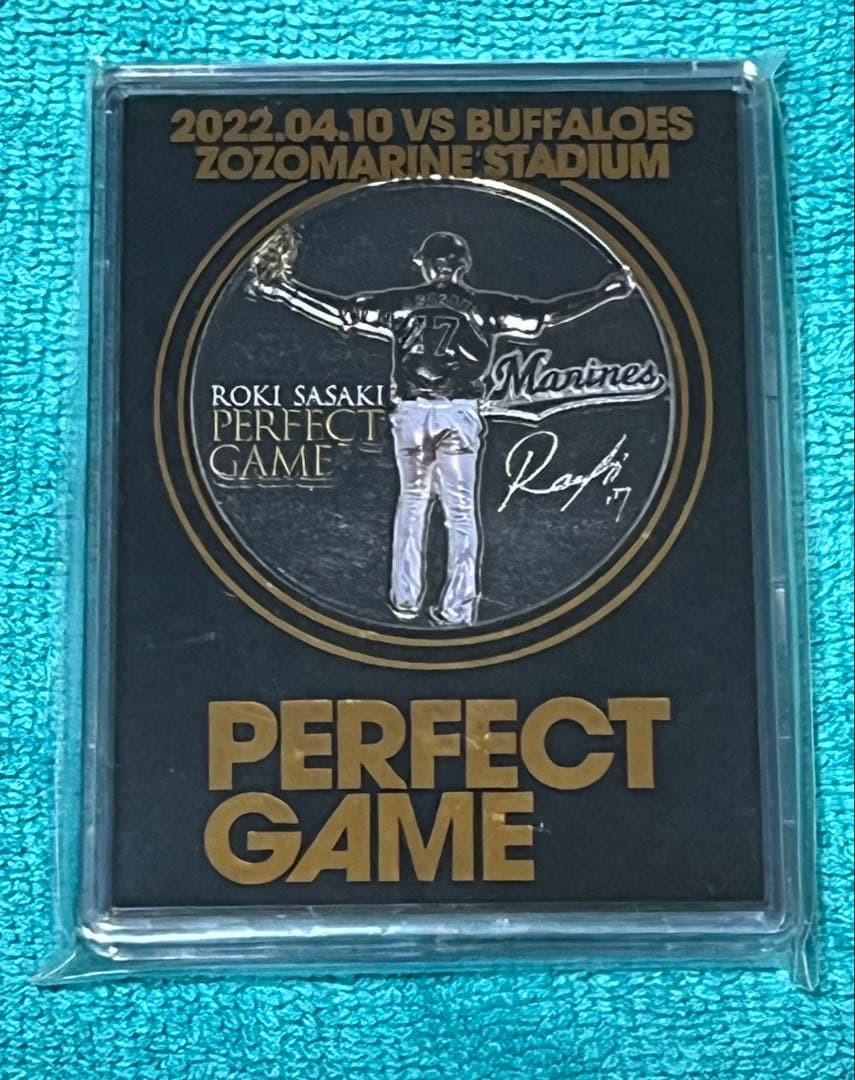 2022.04.10 VS BUFFALOES
ZOZOMARINE STADIUM
17
Marines
ROKI SASAKI
PERFECT
GAME
PERFECT
GAME